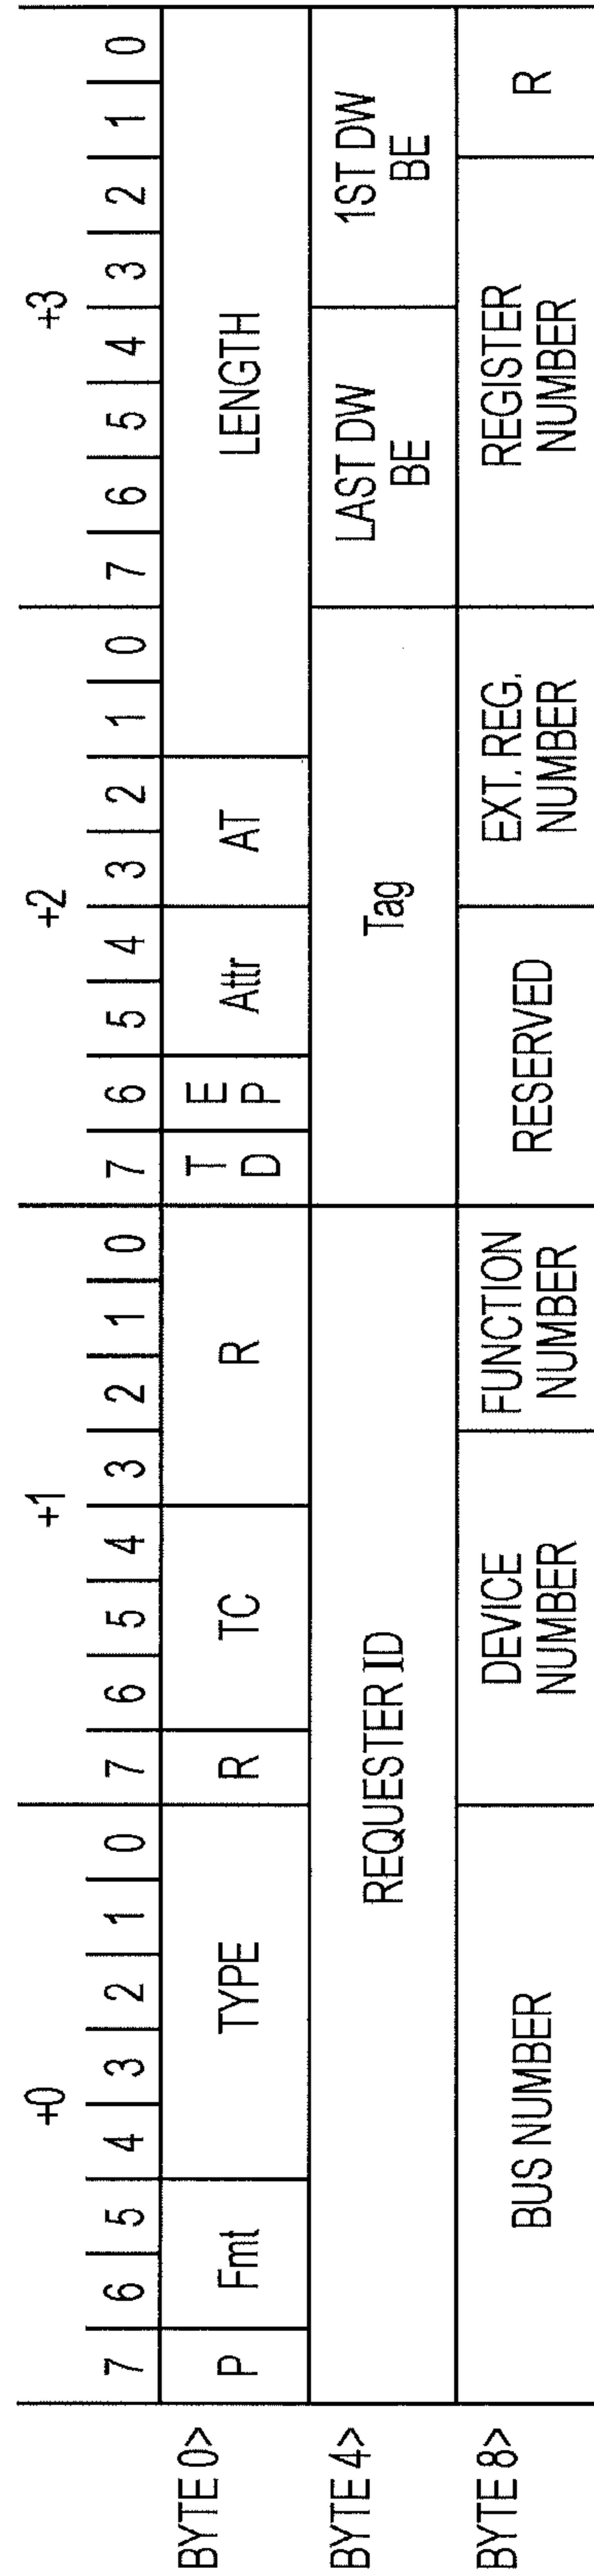 +0 +1 +2 +3
7 6 5 4 3 2 1 0 7 6 5 4 3 2 1 0 7 6 5 4 3 2 1 0 7 6 5 4 3 2 1 0
BYTE 0> P Fmt TYPE R TC R T D E P Attr AT LENGTH
BYTE 4> REQUESTER ID Tag LAST DW BE 1ST DW BE
BYTE 8> BUS NUMBER DEVICE NUMBER FUNCTION NUMBER RESERVED EXT. REG. NUMBER REGISTER NUMBER R